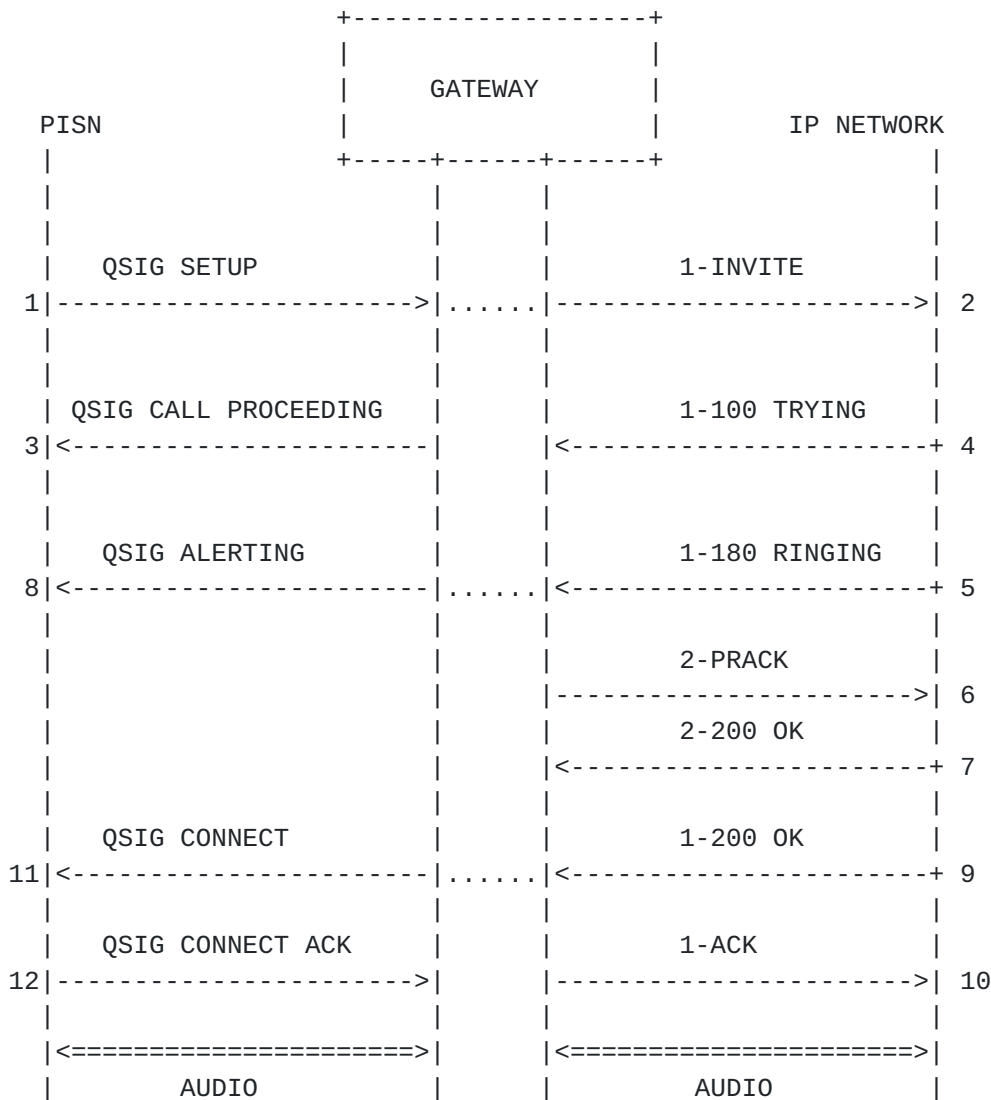 GATEWAY
PISN IP NETWORK
QSIG SETUP 1-INVITE
1 2
QSIG CALL PROCEEDING 1-100 TRYING
3 4
QSIG ALERTING 1-180 RINGING
8 5
2-PRACK
6
2-200 OK
7
QSIG CONNECT 1-200 OK
11 9
QSIG CONNECT ACK 1-ACK
12 10
AUDIO AUDIO